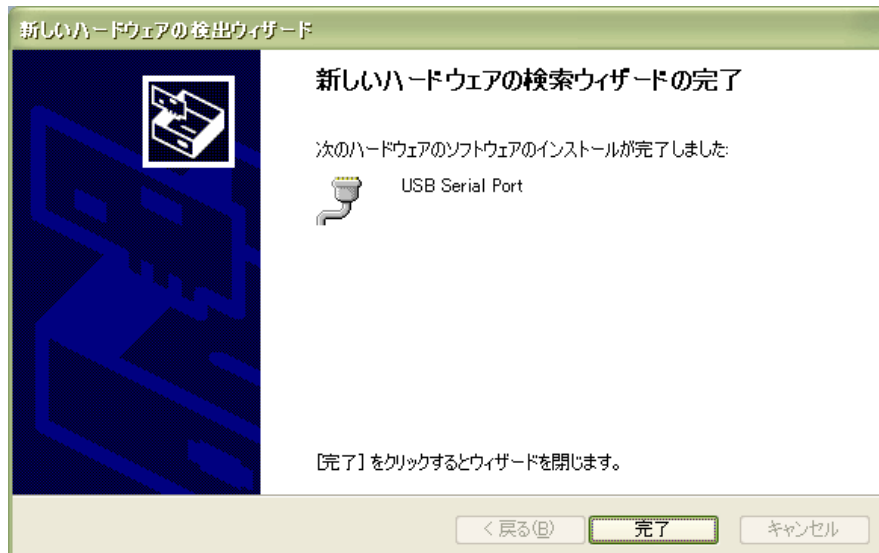 新しいハードウェアの検出ウィザード
新しいハードウェアの検索ウィザードの完了
次のハードウェアのソフトウェアのインストールが完了しました:
USB Serial Port
[完了] をクリックするとウィザードを閉じます。
< 戻る(B)
完了
キャンセル